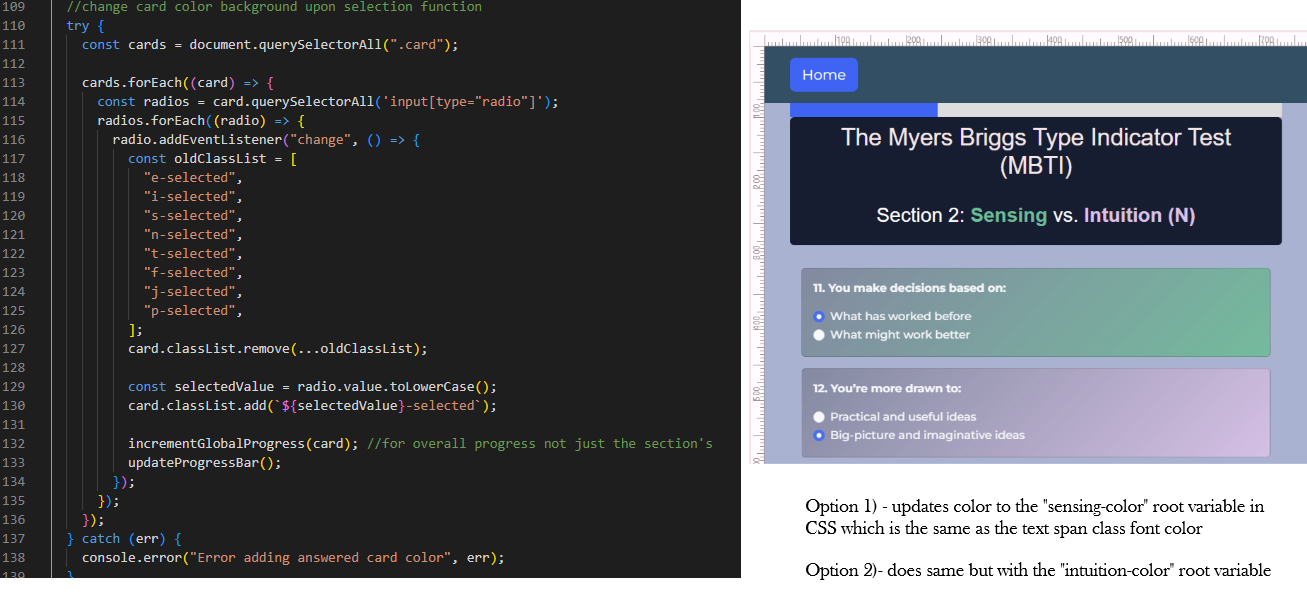 109 //change card color background upon selection function
110 try {
111 const cards = document.querySelectorAll(".card");
112
113 cards.forEach((card) => {
114 const radios = card.querySelectorAll('input[type="radio"]');
115 radios.forEach((radio) => {
116 radio.addEventListener("change", () => {
117 const oldClassList = [
118 "e-selected",
119 "i-selected",
120 "s-selected",
121 "n-selected",
122 "t-selected",
123 "f-selected",
124 "j-selected",
125 "p-selected",
126 ];
127 card.classList.remove(...oldClassList);
128
129 const selectedValue = radio.value.toLowerCase();
130 card.classList.add(`${selectedValue}-selected`);
131
132 incrementGlobalProgress(card); //for overall progress not just the section's
133 updateProgressBar();
134 });
135 });
136 });
137 } catch (err) {
138 console.error("Error adding answered card color", err);
139 }
100 200 300 400 500 600 700
100
200
300
400
500
Home
The Myers Briggs Type Indicator Test
(MBTI)
Section 2: Sensing vs. Intuition (N)
11. You make decisions based on:
What has worked before
What might work better
12. You're more drawn to:
Practical and useful ideas
Big-picture and imaginative ideas
Option 1) - updates color to the "sensing-color" root variable in
CSS which is the same as the text span class font color
Option 2)- does same but with the "intuition-color" root variable